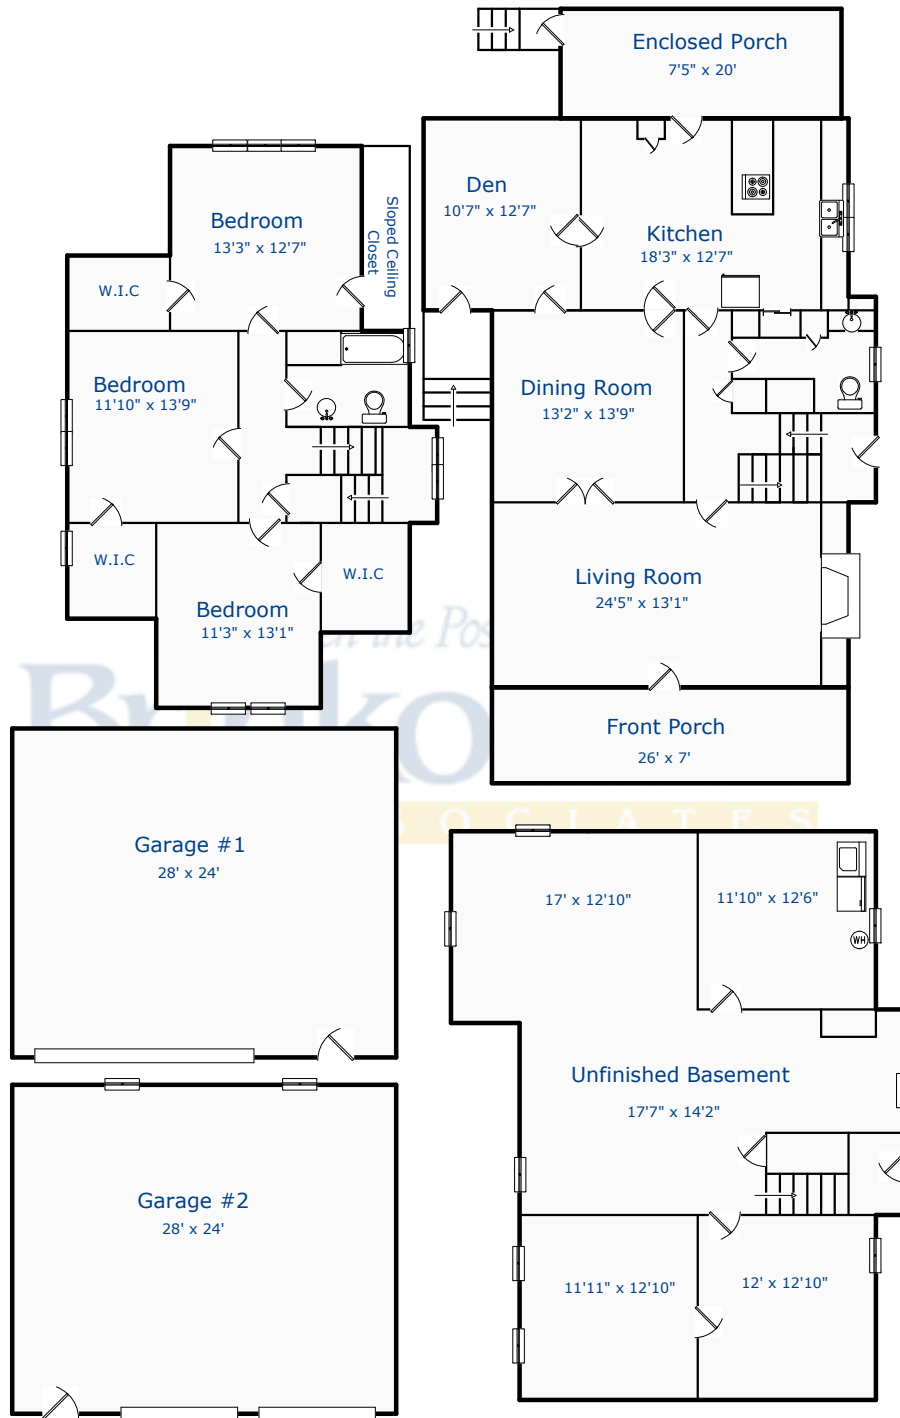 Enclosed Porch
7'5" x 20'
Den
10'7" x 12'7"
Kitchen
18'3" x 12'7"
Bedroom
13'3" x 12'7"
Sloped Ceiling
Closet
W.I.C
Bedroom
11'10" x 13'9"
Dining Room
13'2" x 13'9"
W.I.C
W.I.C
Bedroom
11'3" x 13'1"
Living Room
24'5" x 13'1"
the Pos
Front Porch
26' x 7'
O C I A T E S
Garage #1
28' x 24'
17' x 12'10"
11'10" x 12'6"
WH
Unfinished Basement
17'7" x 14'2"
Garage #2
28' x 24'
11'11" x 12'10"
12' x 12'10"